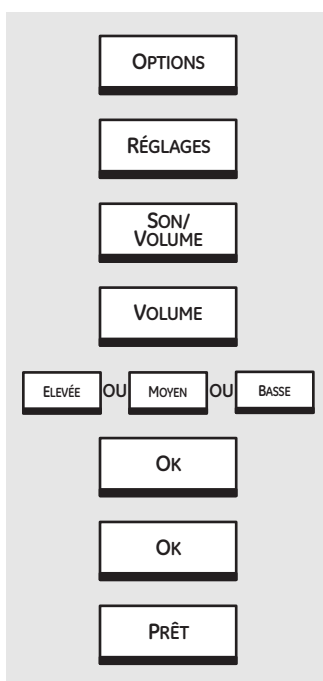 OPTIONS
RÉGLAGES
SON/
VOLUME
VOLUME
ELEVÉE OU MOYEN OU BASSE
OK
OK
PRÊT